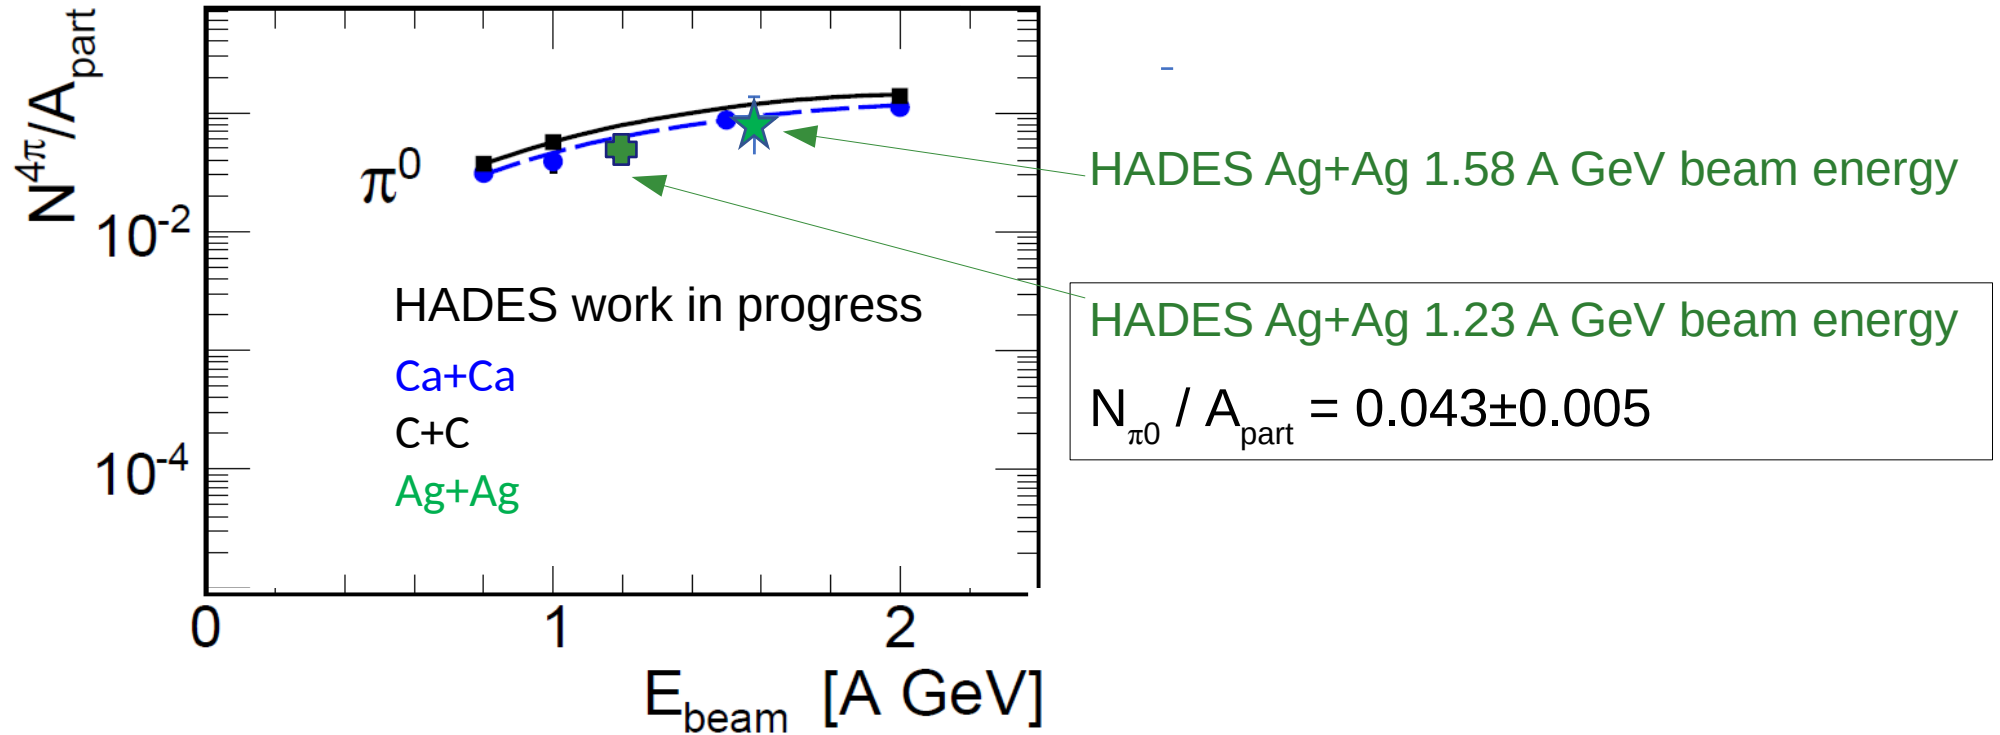 N^4π/A_part
π^0
10^-2
10^-4
HADES work in progress
Ca+Ca
C+C
Ag+Ag
0 1 2
E_beam [A GeV]
HADES Ag+Ag 1.58 A GeV beam energy
HADES Ag+Ag 1.23 A GeV beam energy
N_π0 / A_part = 0.043±0.005